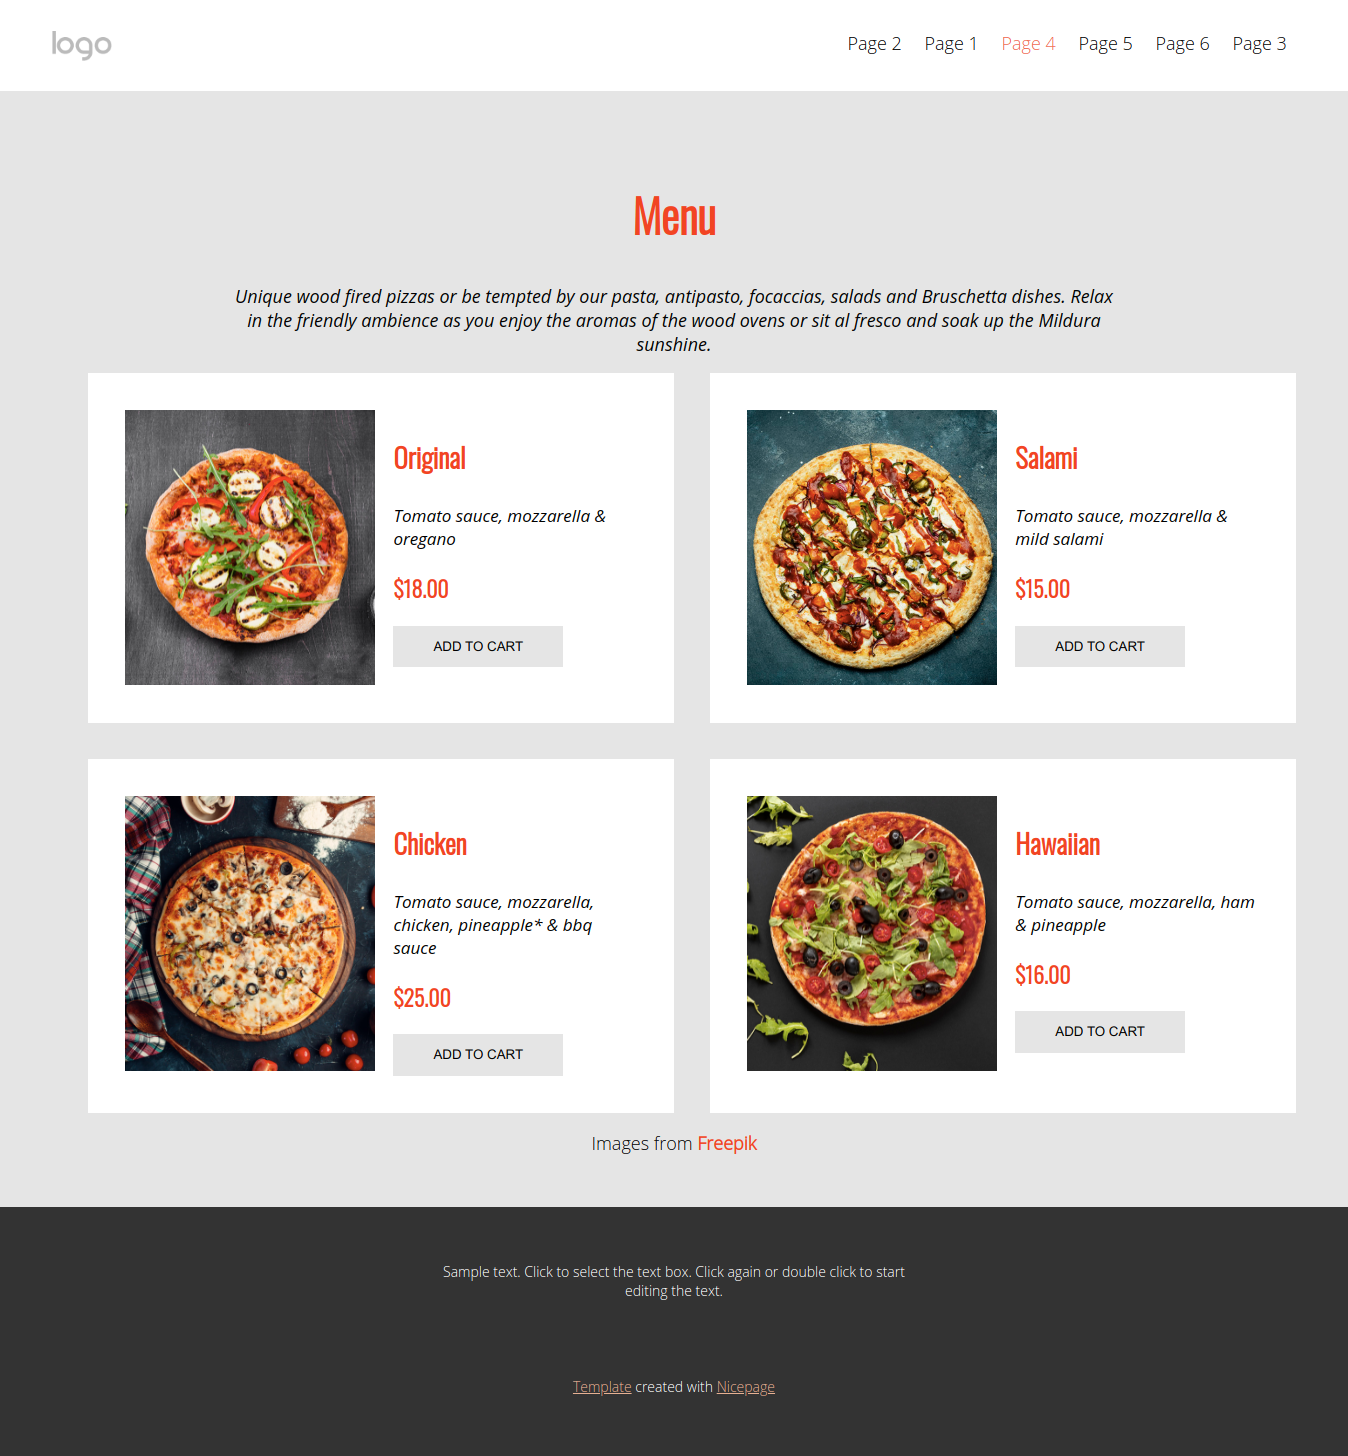 logo
Page 2 Page 1 Page 4 Page 5 Page 6 Page 3
Menu
Unique wood fired pizzas or be tempted by our pasta, antipasto, focaccias, salads and Bruschetta dishes. Relax
in the friendly ambience as you enjoy the aromas of the wood ovens or sit al fresco and soak up the Mildura
sunshine.
Original
Tomato sauce, mozzarella &
oregano
$18.00
ADD TO CART
Salami
Tomato sauce, mozzarella &
mild salami
$15.00
ADD TO CART
Chicken
Tomato sauce, mozzarella,
chicken, pineapple* & bbq
sauce
$25.00
ADD TO CART
Hawaiian
Tomato sauce, mozzarella, ham
& pineapple
$16.00
ADD TO CART
Images from Freepik
Sample text. Click to select the text box. Click again or double click to start
editing the text.
Template created with Nicepage